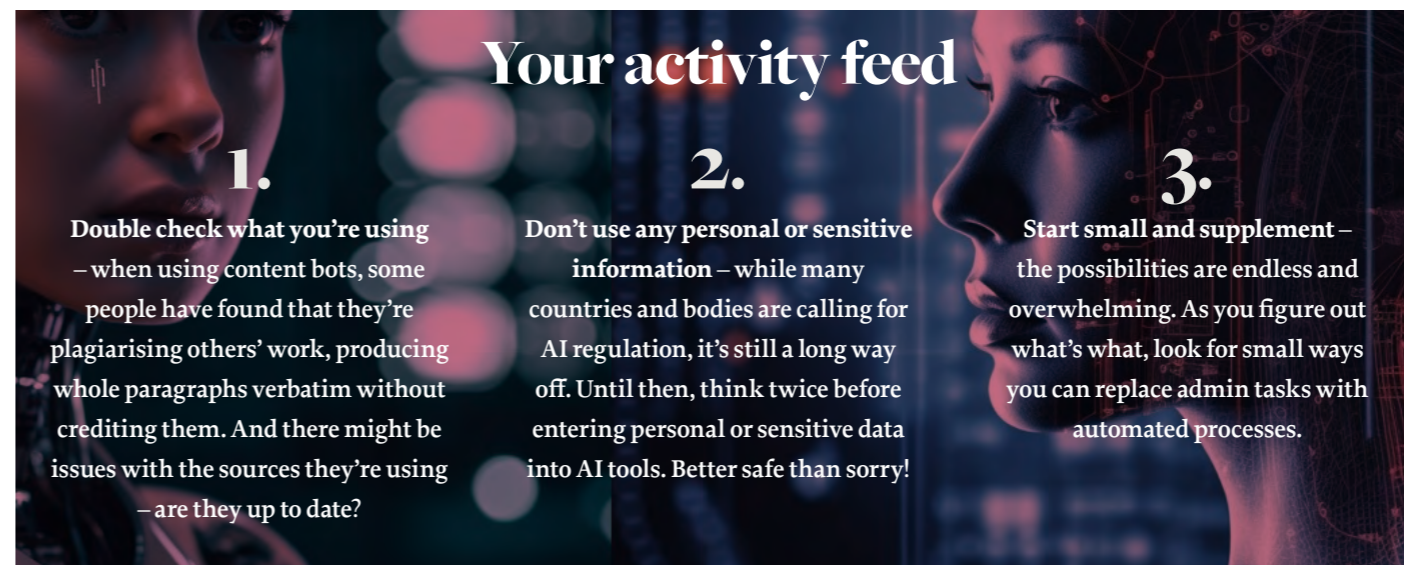 Your activity feed
1.
Double check what you’re using
– when using content bots, some
people have found that they’re
plagiarising others’ work, producing
whole paragraphs verbatim without
crediting them. And there might be
issues with the sources they’re using
– are they up to date?
2.
Don’t use any personal or sensitive
information – while many
countries and bodies are calling for
AI regulation, it’s still a long way
off. Until then, think twice before
entering personal or sensitive data
into AI tools. Better safe than sorry!
3.
Start small and supplement –
the possibilities are endless and
overwhelming. As you figure out
what’s what, look for small ways
you can replace admin tasks with
automated processes.